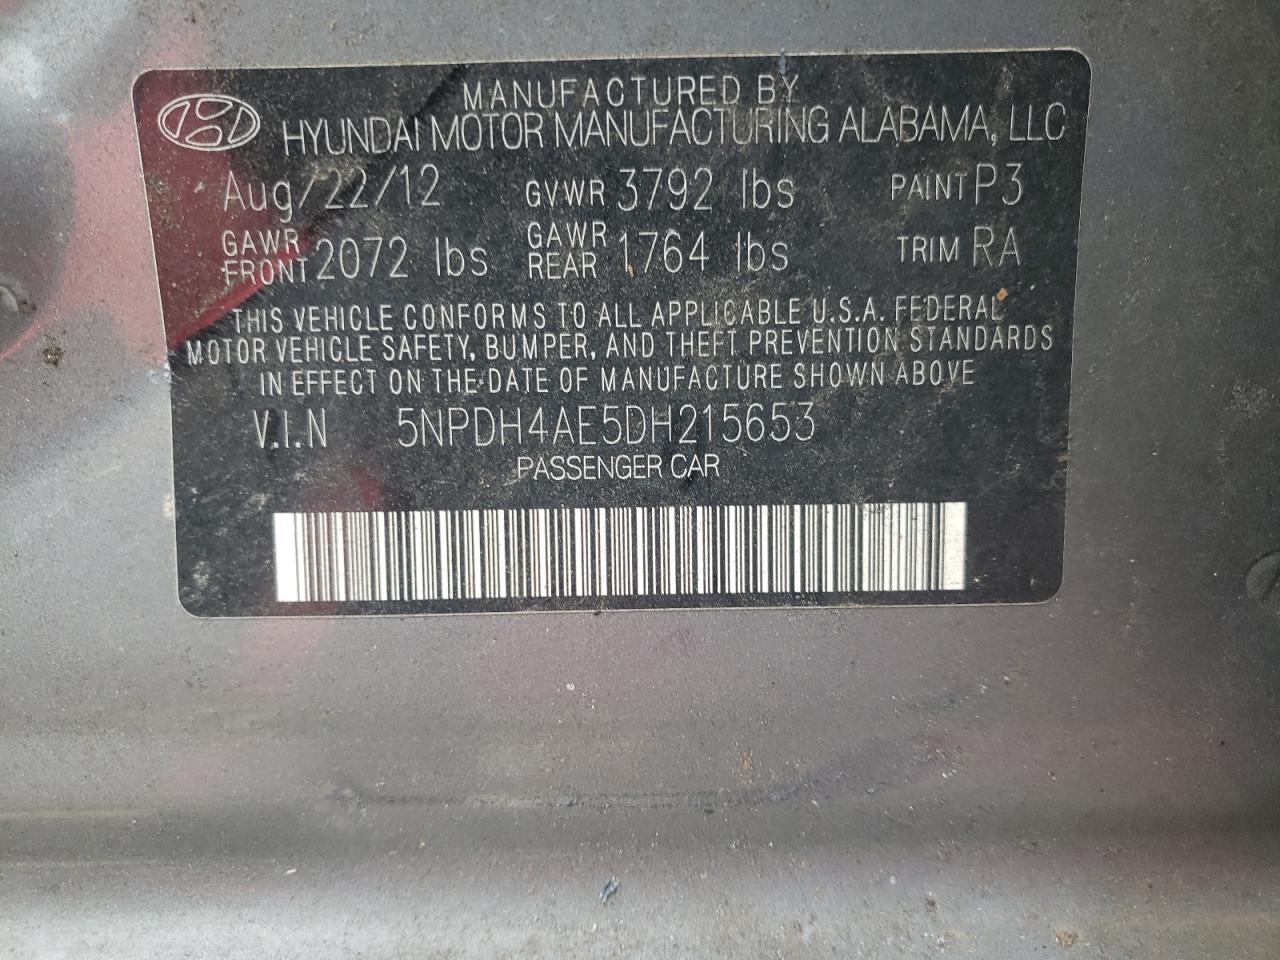 MANUFACTURED BY
HYUNDAI MOTOR MANUFACTURING ALABAMA, LLC
Aug/22/12 GVWR 3792 lbs PAINT P3
GAWR FRONT 2072 lbs GAWR REAR 1764 lbs TRIM RA
THIS VEHICLE CONFORMS TO ALL APPLICABLE U.S.A. FEDERAL
MOTOR VEHICLE SAFETY, BUMPER, AND THEFT PREVENTION STANDARDS
IN EFFECT ON THE DATE OF MANUFACTURE SHOWN ABOVE
V.I.N 5NPDH4AE5DH215653
PASSENGER CAR